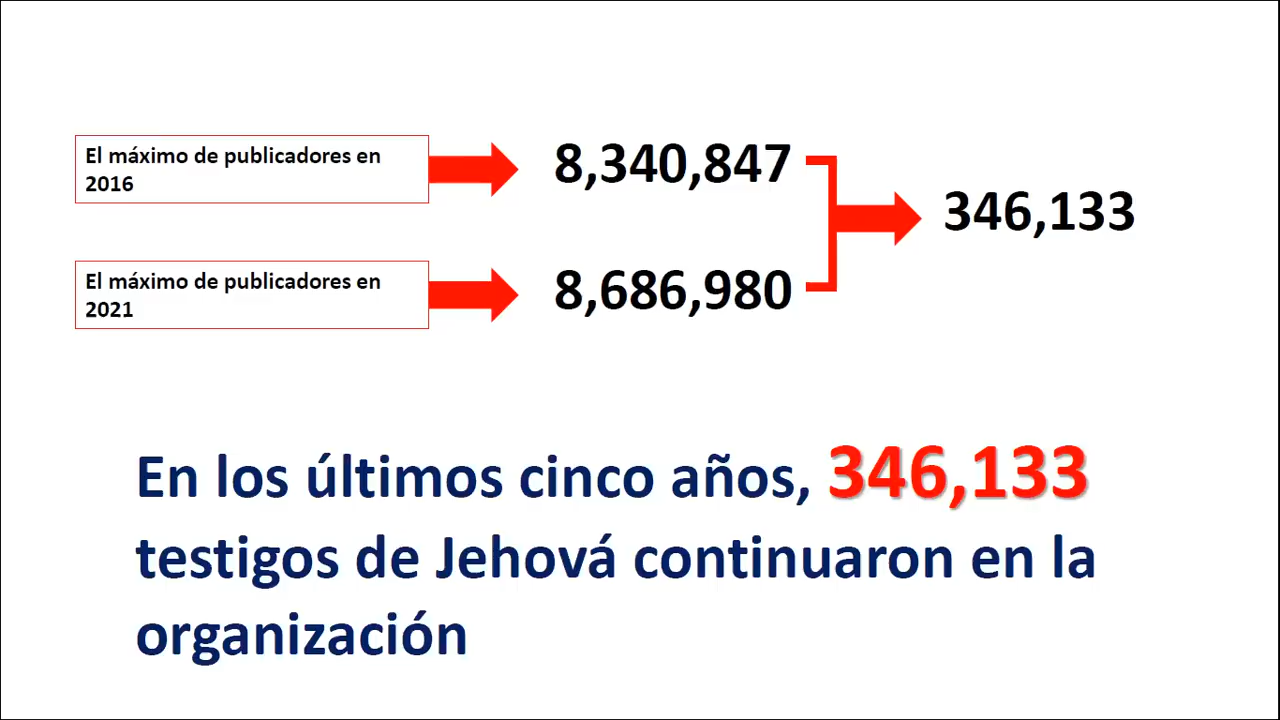 El máximo de publicadores en
2016
8,340,847
346,133
El máximo de publicadores en
2021
8,686,980
En los últimos cinco años, 346,133
testigos de Jehová continuaron en la
organización